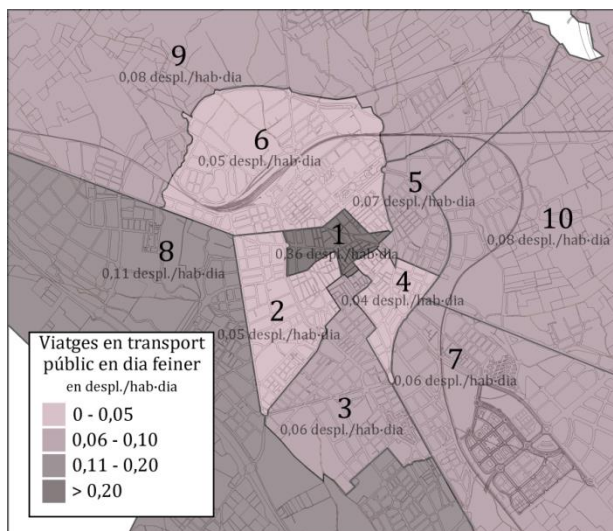 9
0,08 despl./hab·dia
6
0,05 despl./hab·dia
5
0,07 despl./hab·dia
10
0,08 despl./hab·dia
8
0,11 despl./hab·dia
1
0,36 despl./hab·dia
2
0,05 despl./hab·dia
4
0,04 despl./hab·dia
7
0,06 despl./hab·dia
3
0,06 despl./hab·dia
Viatges en transport
públic en dia feiner
en despl./hab·dia
0 - 0,05
0,06 - 0,10
0,11 - 0,20
> 0,20